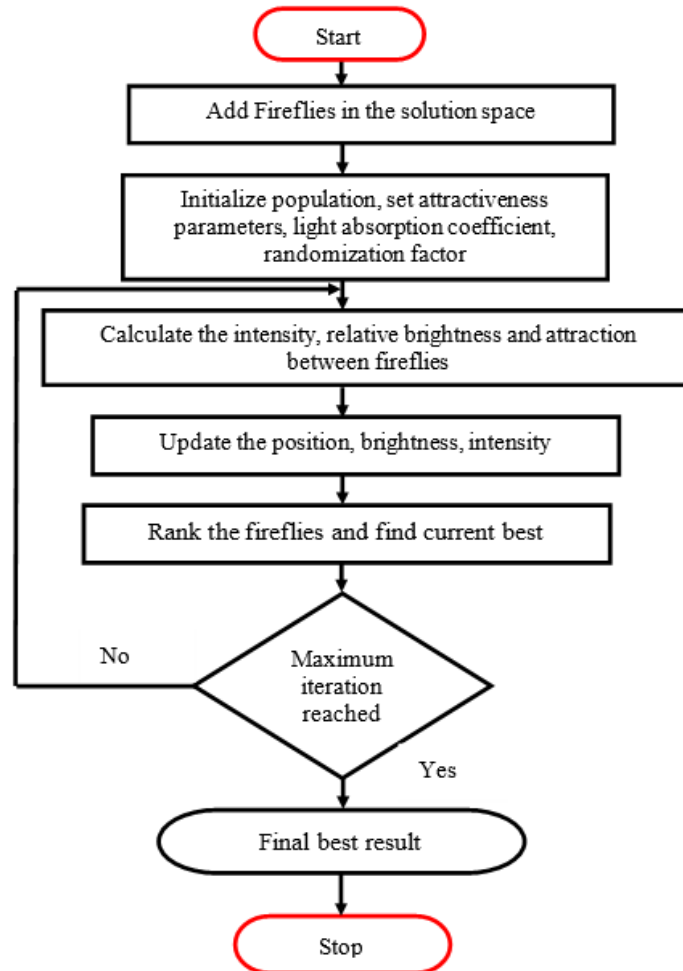 Start
Add Fireflies in the solution space
Initialize population, set attractiveness
parameters, light absorption coefficient,
randomization factor
Calculate the intensity, relative brightness and attraction
between fireflies
Update the position, brightness, intensity
Rank the fireflies and find current best
No
Maximum
iteration
reached
Yes
Final best result
Stop